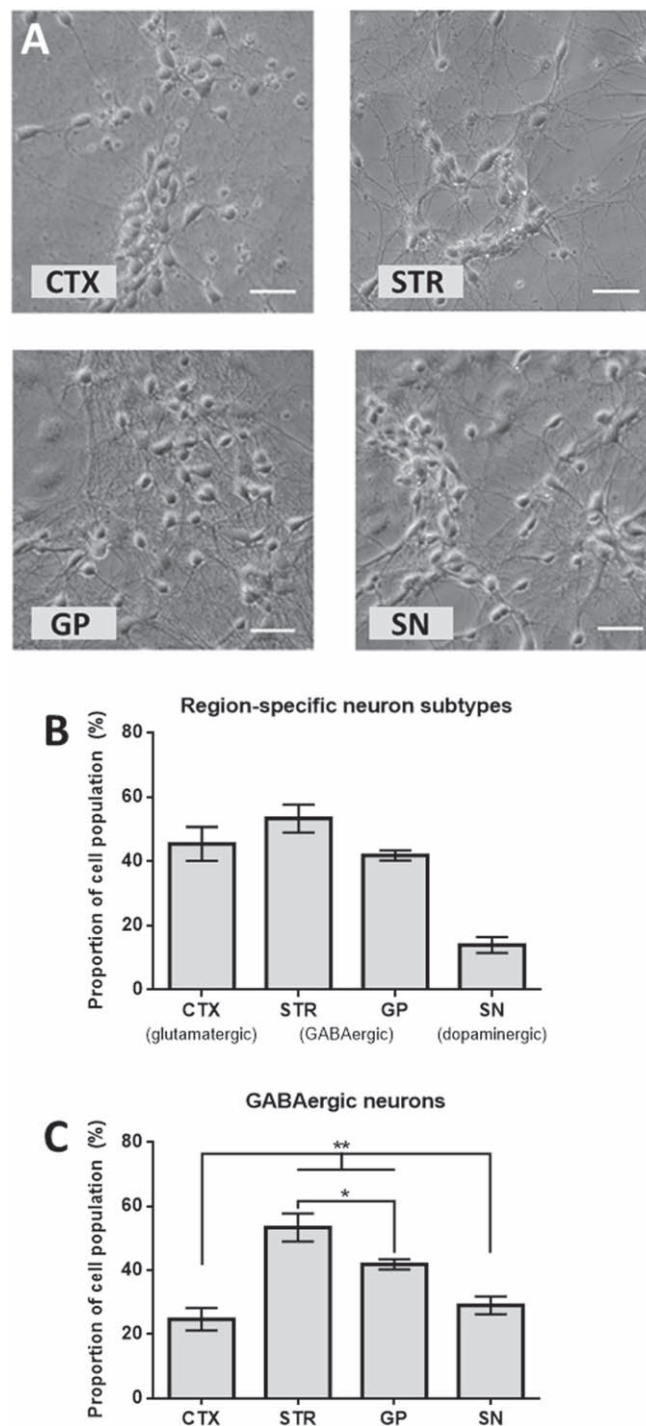 A
CTX
STR
GP
SN
B
Region-specific neuron subtypes
Proportion of cell population (%)
80
60
40
20
0
CTX STR GP SN
(glutamatergic) (GABAergic) (dopaminergic)
C
GABAergic neurons
Proportion of cell population (%)
80
60
40
20
0
**
*
CTX STR GP SN